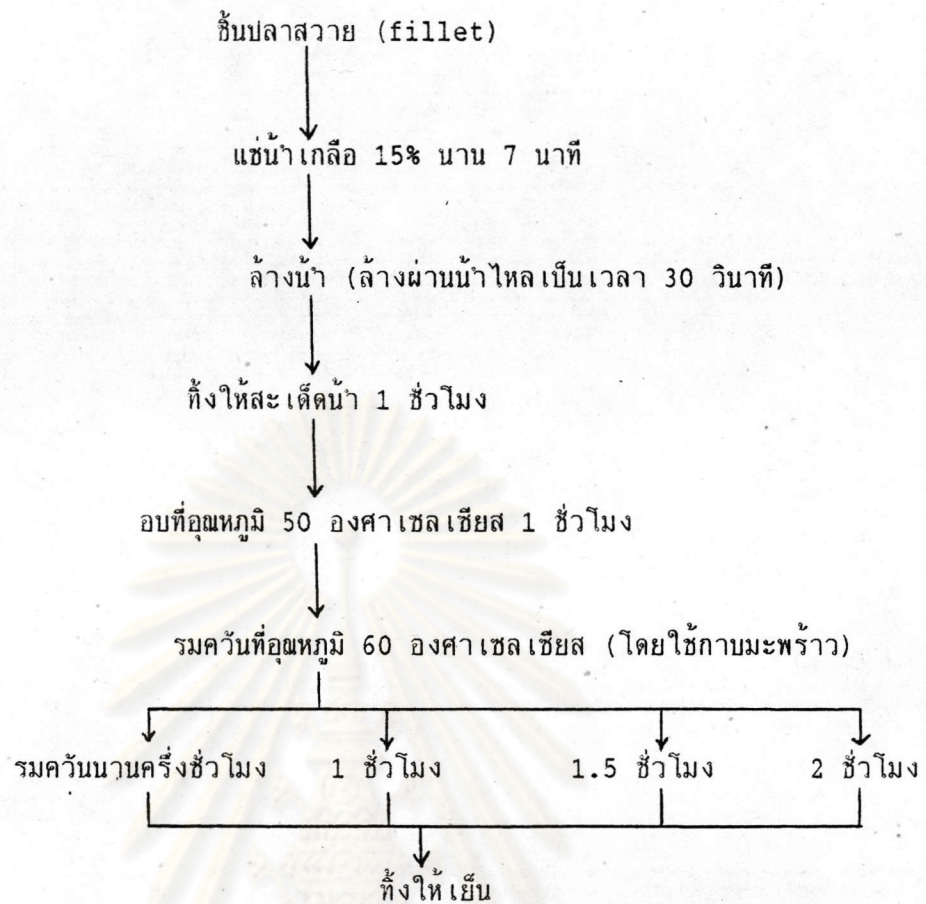 ชิ้นปลาสวาย (fillet)
แช่น้ำเกลือ 15% นาน 7 นาที
ล้างน้ำ (ล้างผ่านน้ำไหลเป็นเวลา 30 วินาที)
ทิ้งให้สะเด็ดน้ำ 1 ชั่วโมง
อบที่อุณหภูมิ 50 องศาเซลเซียส 1 ชั่วโมง
รมควันที่อุณหภูมิ 60 องศาเซลเซียส (โดยใช้กาบมะพร้าว)
รมควันนานครึ่งชั่วโมง 1 ชั่วโมง 1.5 ชั่วโมง 2 ชั่วโมง
ทิ้งให้เย็น